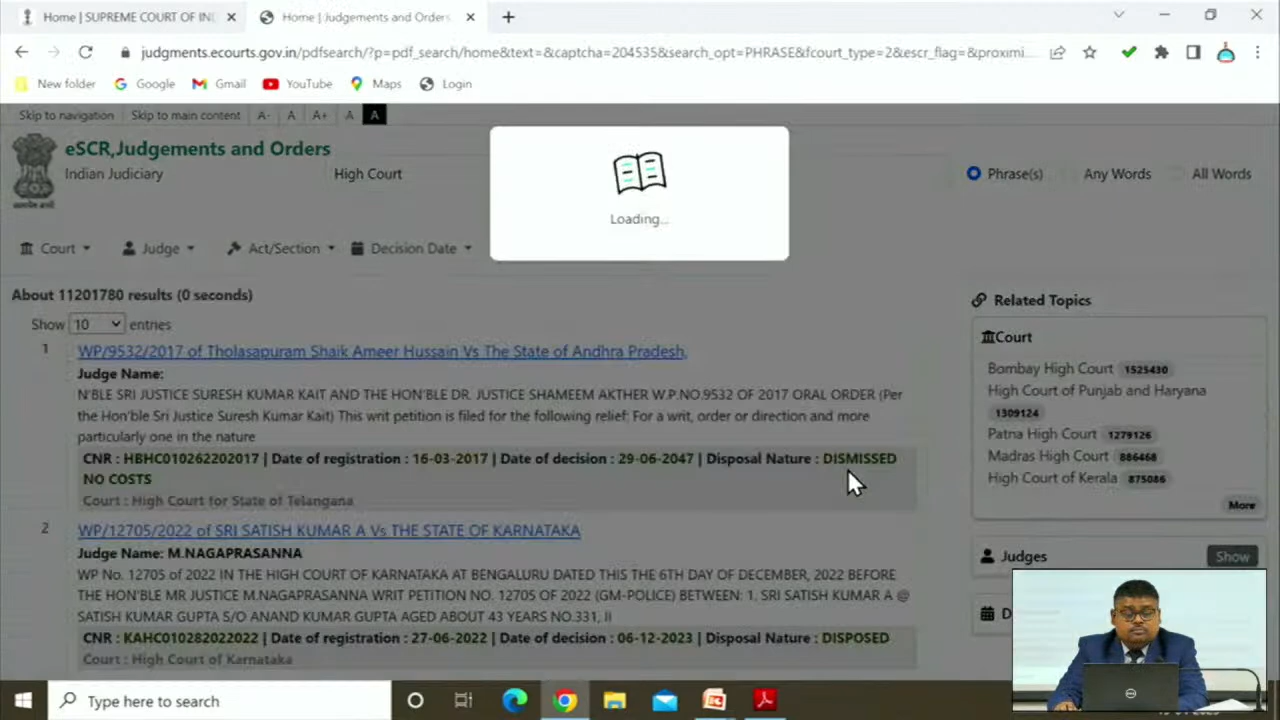 Home | SUPREME COURT OF IN
Home | Judgements and Orders
judgments.ecourts.gov.in/pdfsearch/?p=pdf_search/home&text=&captcha=204535&search_opt=PHRASE&fcourt_type=2&escr_flag=&proximi...
New folder
Google
Gmail
YouTube
Maps
Login
Skip to navigation
Skip to main content
A-
A
A+
A
A
eSCR,Judgements and Orders
Indian Judiciary
High Court
Phrase(s)
Any Words
All Words
Loading...
Court
Judge
Act/Section
Decision Date
About 11201780 results (0 seconds)
Show 10 entries
1
WP/9532/2017 of Tholasapuram Shaik Ameer Hussain Vs The State of Andhra Pradesh,
Judge Name:
N'BLE SRI JUSTICE SURESH KUMAR KAIT AND THE HON'BLE DR. JUSTICE SHAMEEM AKTHER W.P.NO.9532 OF 2017 ORAL ORDER (Per
the Hon'ble Sri Justice Suresh Kumar Kait) This writ petition is filed for the following relief: For a writ, order or direction and more
particularly one in the nature
CNR : HBHC010262202017 | Date of registration : 16-03-2017 | Date of decision : 29-06-2047 | Disposal Nature : DISMISSED
NO COSTS
Court : High Court for State of Telangana
2
WP/12705/2022 of SRI SATISH KUMAR A Vs THE STATE OF KARNATAKA
Judge Name: M.NAGAPRASANNA
WP No. 12705 of 2022 IN THE HIGH COURT OF KARNATAKA AT BENGALURU DATED THIS THE 6TH DAY OF DECEMBER, 2022 BEFORE
THE HON'BLE MR JUSTICE M.NAGAPRASANNA WRIT PETITION NO. 12705 OF 2022 (GM-POLICE) BETWEEN: 1. SRI SATISH KUMAR A @
SATISH KUMAR GUPTA S/O ANAND KUMAR GUPTA AGED ABOUT 43 YEARS NO.331, II
CNR : KAHC010282022022 | Date of registration : 27-06-2022 | Date of decision : 06-12-2023 | Disposal Nature : DISPOSED
Court : High Court of Karnataka
Related Topics
Court
Bombay High Court 1525430
High Court of Punjab and Haryana
1309124
Patna High Court 1279126
Madras High Court 886468
High Court of Kerala 875086
More
Judges
Show
D
Type here to search